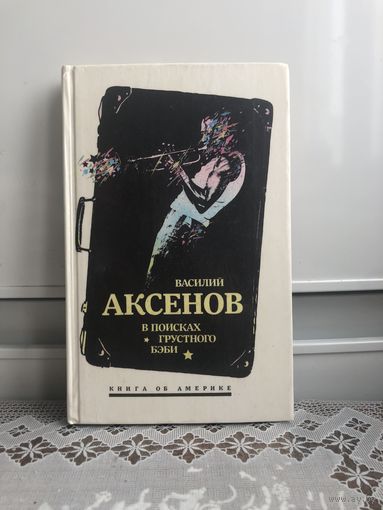 ВАСИЛИЙ
АКСЕНОВ
В ПОИСКАХ
ГРУСТНОГО
БЭБИ
КНИГА ОБ АМЕРИКЕ